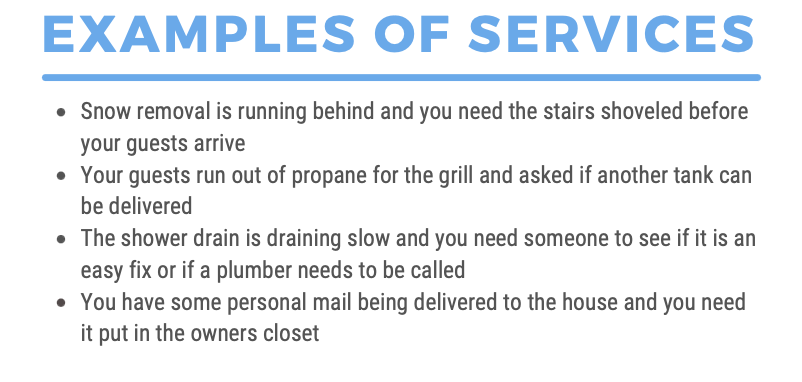 EXAMPLES OF SERVICES
• Snow removal is running behind and you need the stairs shoveled before
your guests arrive
• Your guests run out of propane for the grill and asked if another tank can
be delivered
• The shower drain is draining slow and you need someone to see if it is an
easy fix or if a plumber needs to be called
• You have some personal mail being delivered to the house and you need
it put in the owners closet